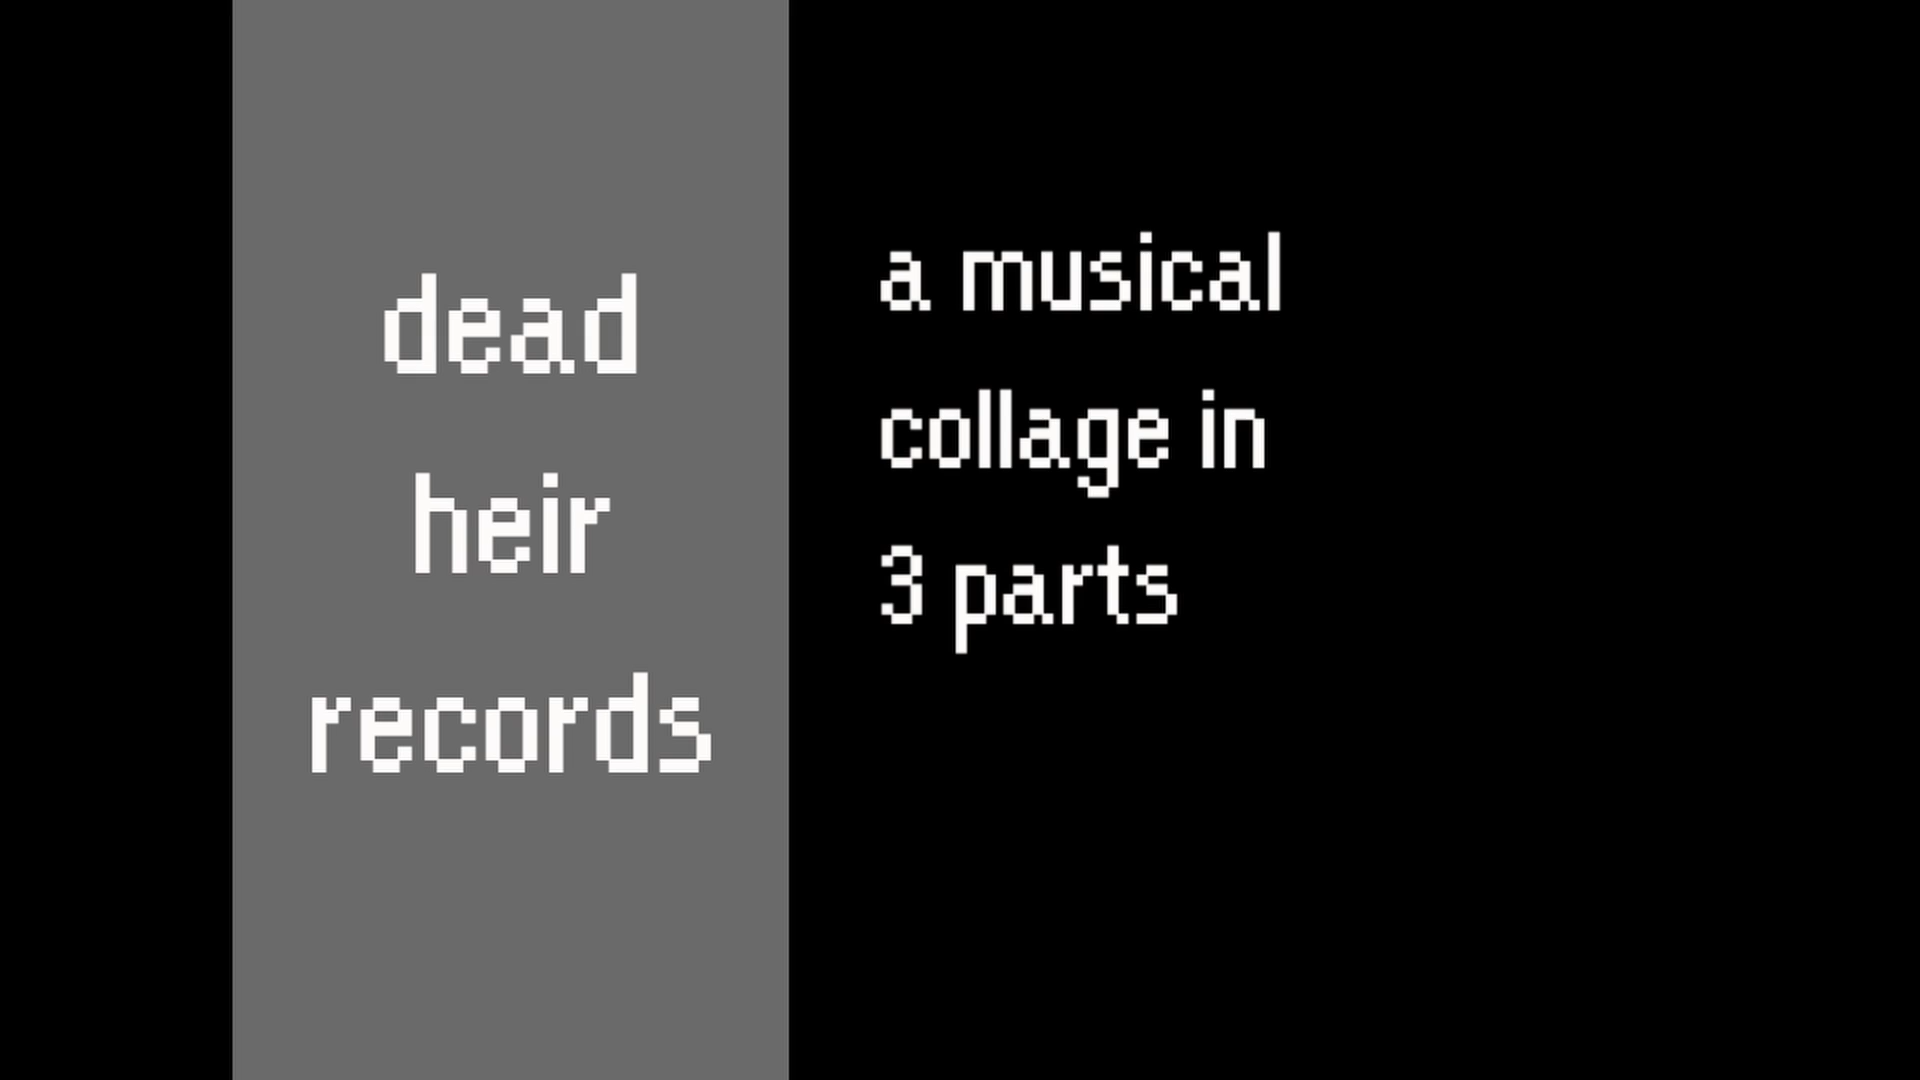 dead
heir
records
a musical
collage in
3 parts